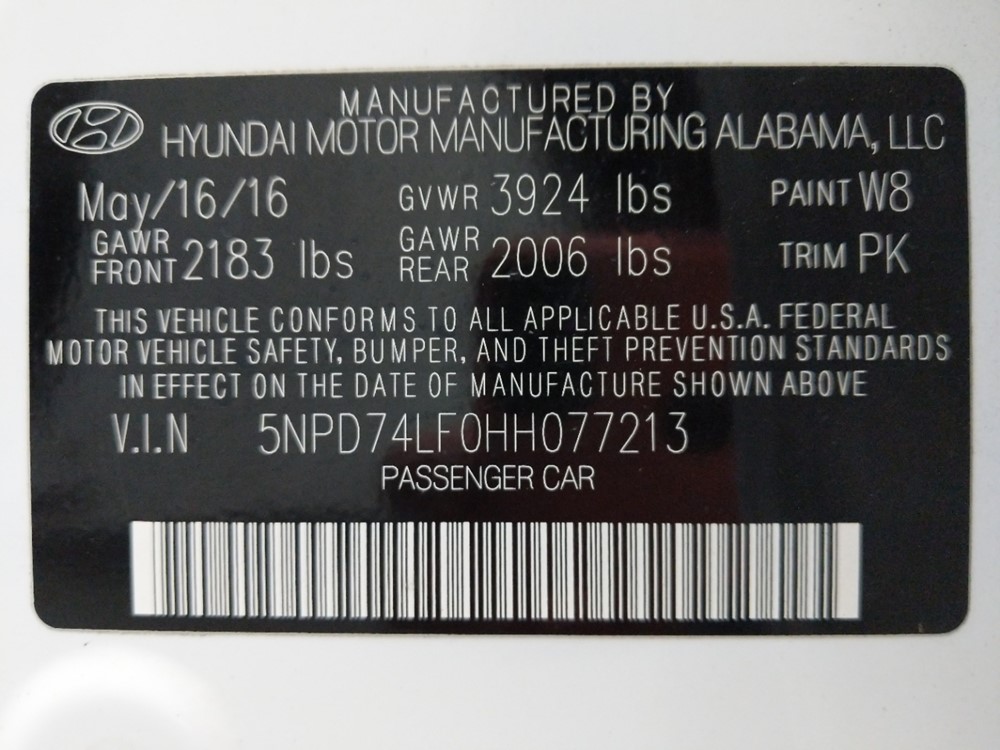 MANUFACTURED BY
HYUNDAI MOTOR MANUFACTURING ALABAMA, LLC
May/16/16 GVWR 3924 lbs PAINT W8
GAWR FRONT 2183 lbs GAWR REAR 2006 lbs TRIM PK
THIS VEHICLE CONFORMS TO ALL APPLICABLE U.S.A. FEDERAL
MOTOR VEHICLE SAFETY, BUMPER, AND THEFT PREVENTION STANDARDS
IN EFFECT ON THE DATE OF MANUFACTURE SHOWN ABOVE
V.I.N 5NPD74LF0HH077213
PASSENGER CAR